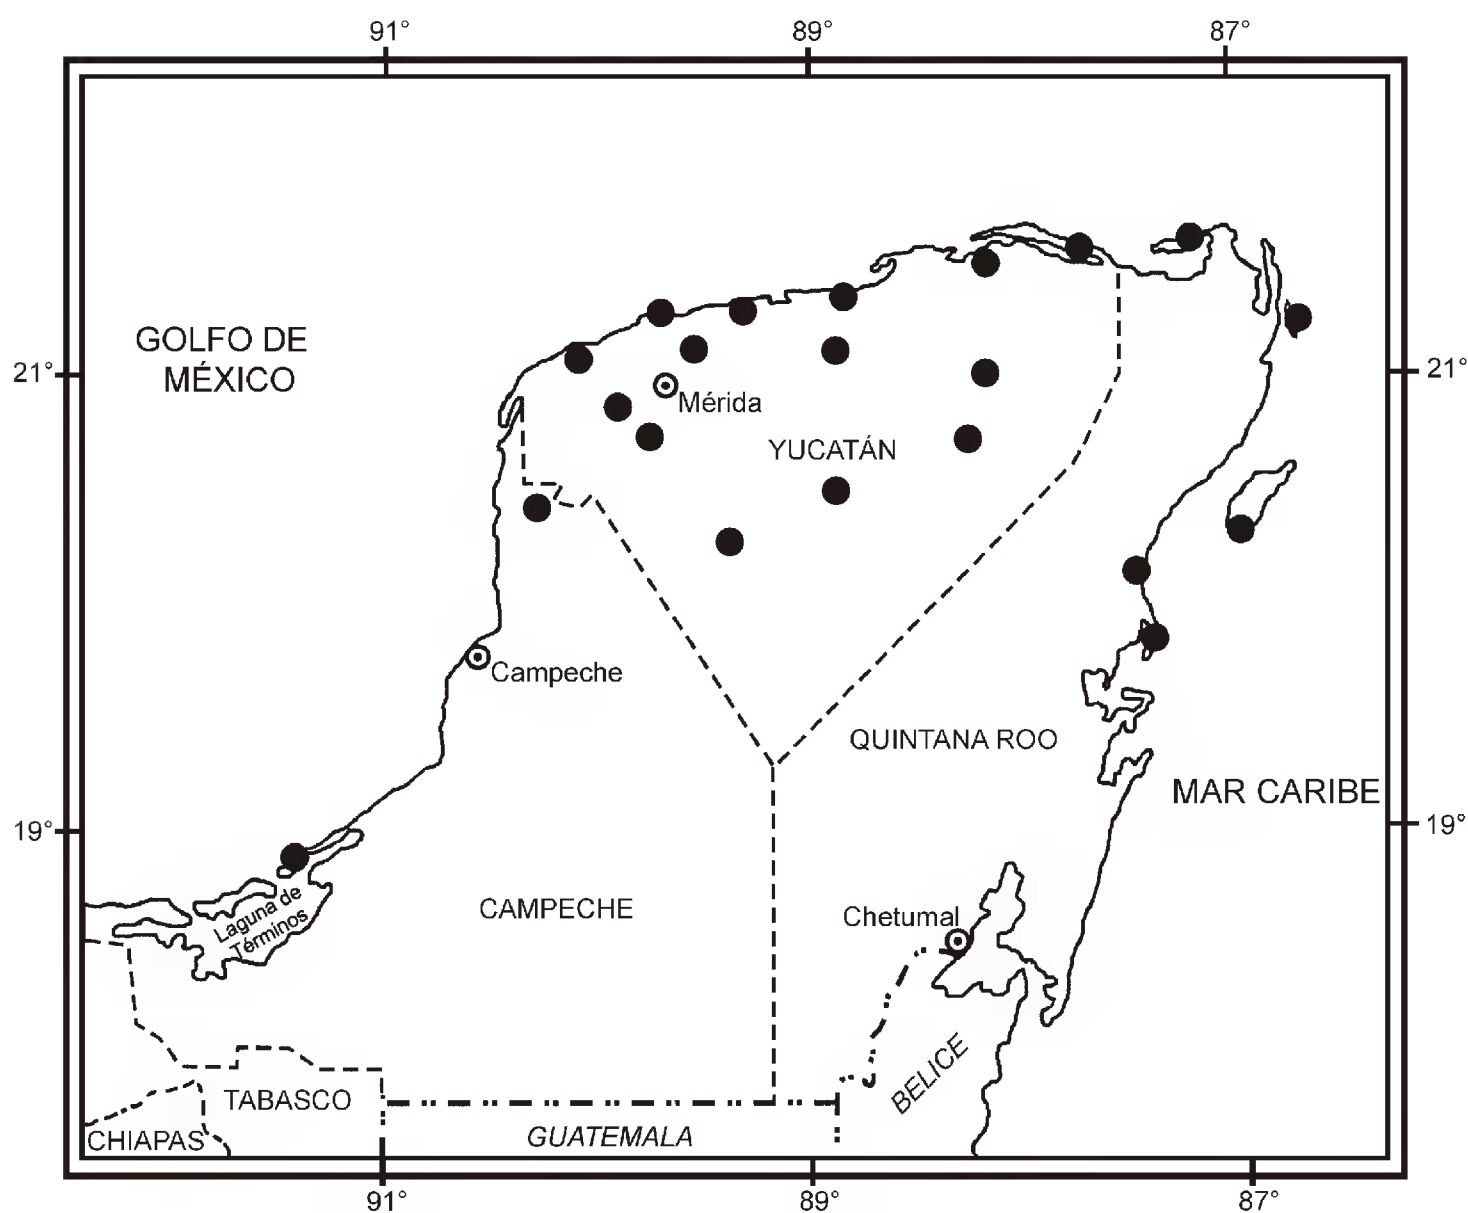 91°
89°
87°
GOLFO DE
MÉXICO
21°
21°
Mérida
YUCATÁN
Campeche
QUINTANA ROO
MAR CARIBE
19°
19°
CAMPECHE
Chetumal
Laguna de
Términos
BELICE
TABASCO
CHIAPAS
GUATEMALA
91°
89°
87°